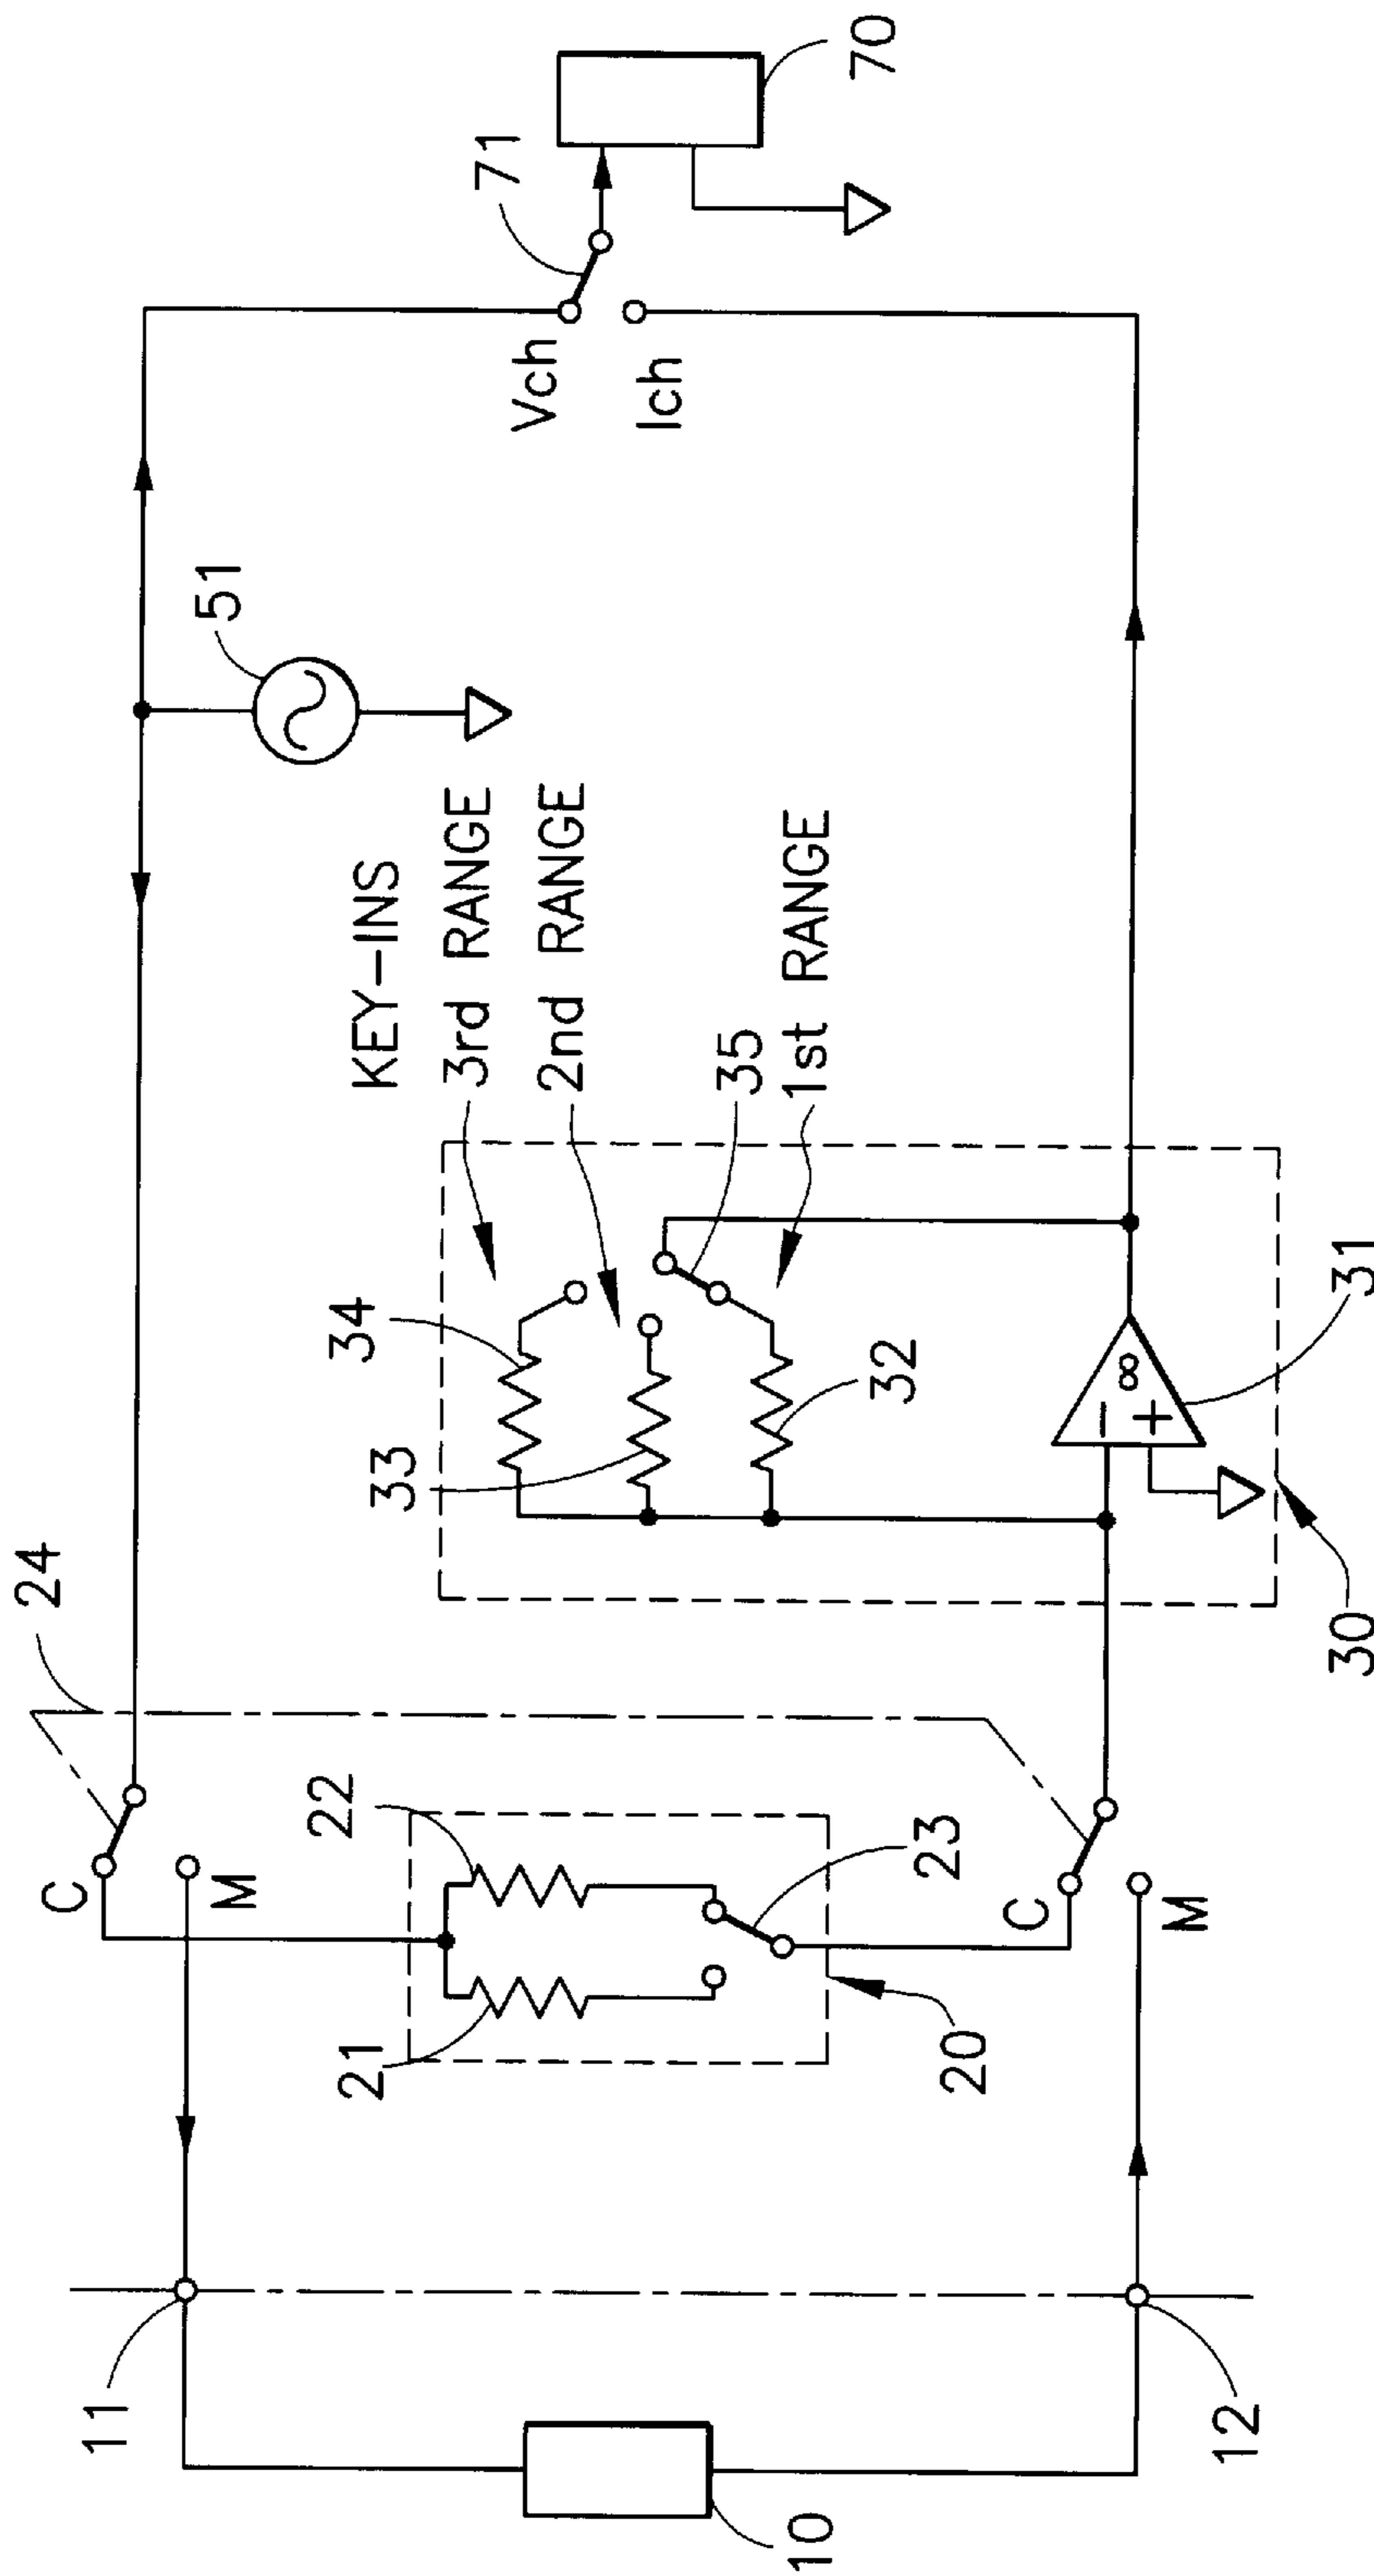 24
C
M
11
22
21
23
20
C
M
12
10
KEY-INS
3rd RANGE
2nd RANGE
34
33
35
1st RANGE
32
∞
−
+
31
30
51
Vch
Ich
71
70